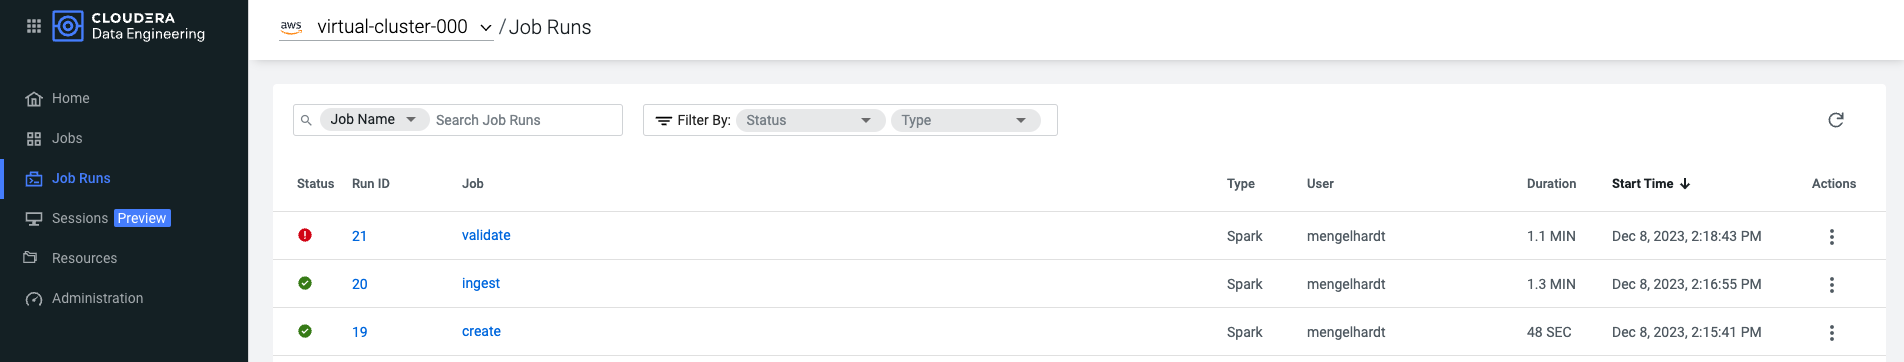 CLOUDERA
Data Engineering
aws virtual-cluster-000 / Job Runs
Home
Jobs
Job Runs
Sessions Preview
Resources
Administration
Job Name Search Job Runs Filter By: Status Type
Status Run ID Job Type User Duration Start Time Actions
21 validate Spark mengelhardt 1.1 MIN Dec 8, 2023, 2:18:43 PM
20 ingest Spark mengelhardt 1.3 MIN Dec 8, 2023, 2:16:55 PM
19 create Spark mengelhardt 48 SEC Dec 8, 2023, 2:15:41 PM